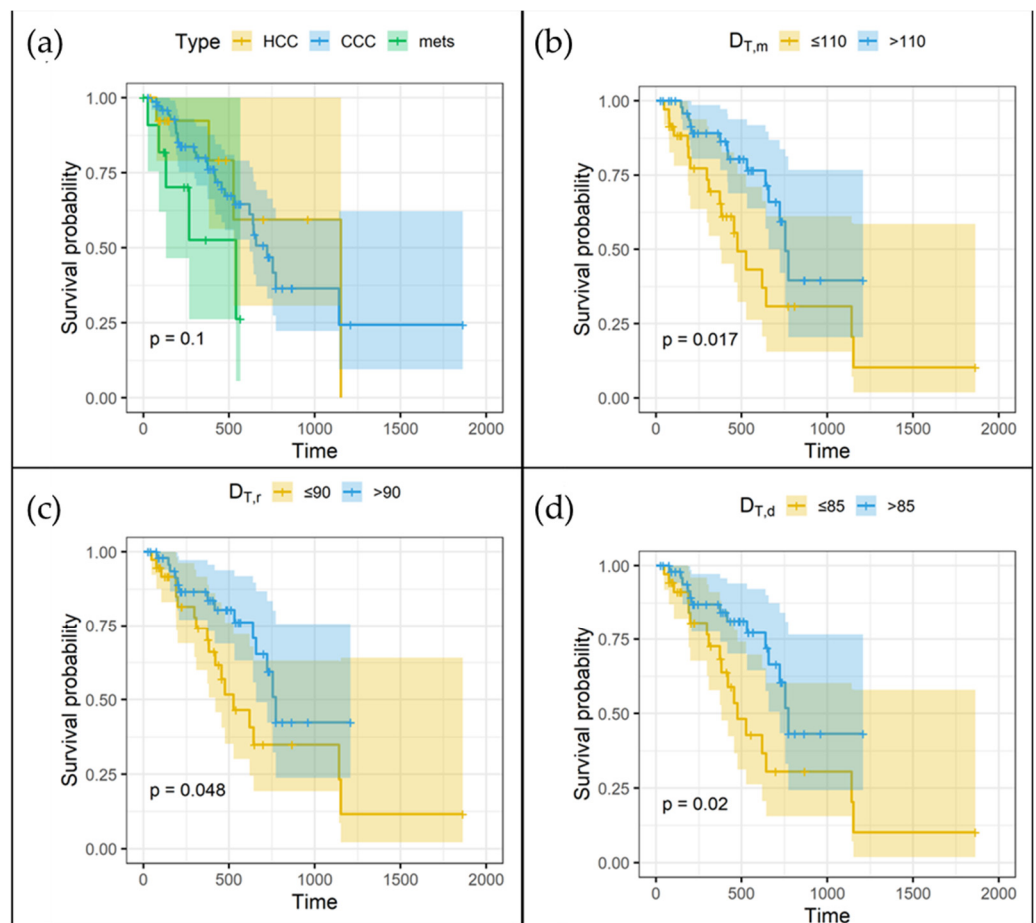 (a)
Type HCC CCC mets
Survival probability
1.00
0.75
0.50
0.25
0.00
p = 0.1
0 500 1000 1500 2000
Time
(b)
D_T,m ≤110 >110
Survival probability
1.00
0.75
0.50
0.25
0.00
p = 0.017
0 500 1000 1500 2000
Time
(c)
D_T,r ≤90 >90
Survival probability
1.00
0.75
0.50
0.25
0.00
p = 0.048
0 500 1000 1500 2000
Time
(d)
D_T,d ≤85 >85
Survival probability
1.00
0.75
0.50
0.25
0.00
p = 0.02
0 500 1000 1500 2000
Time